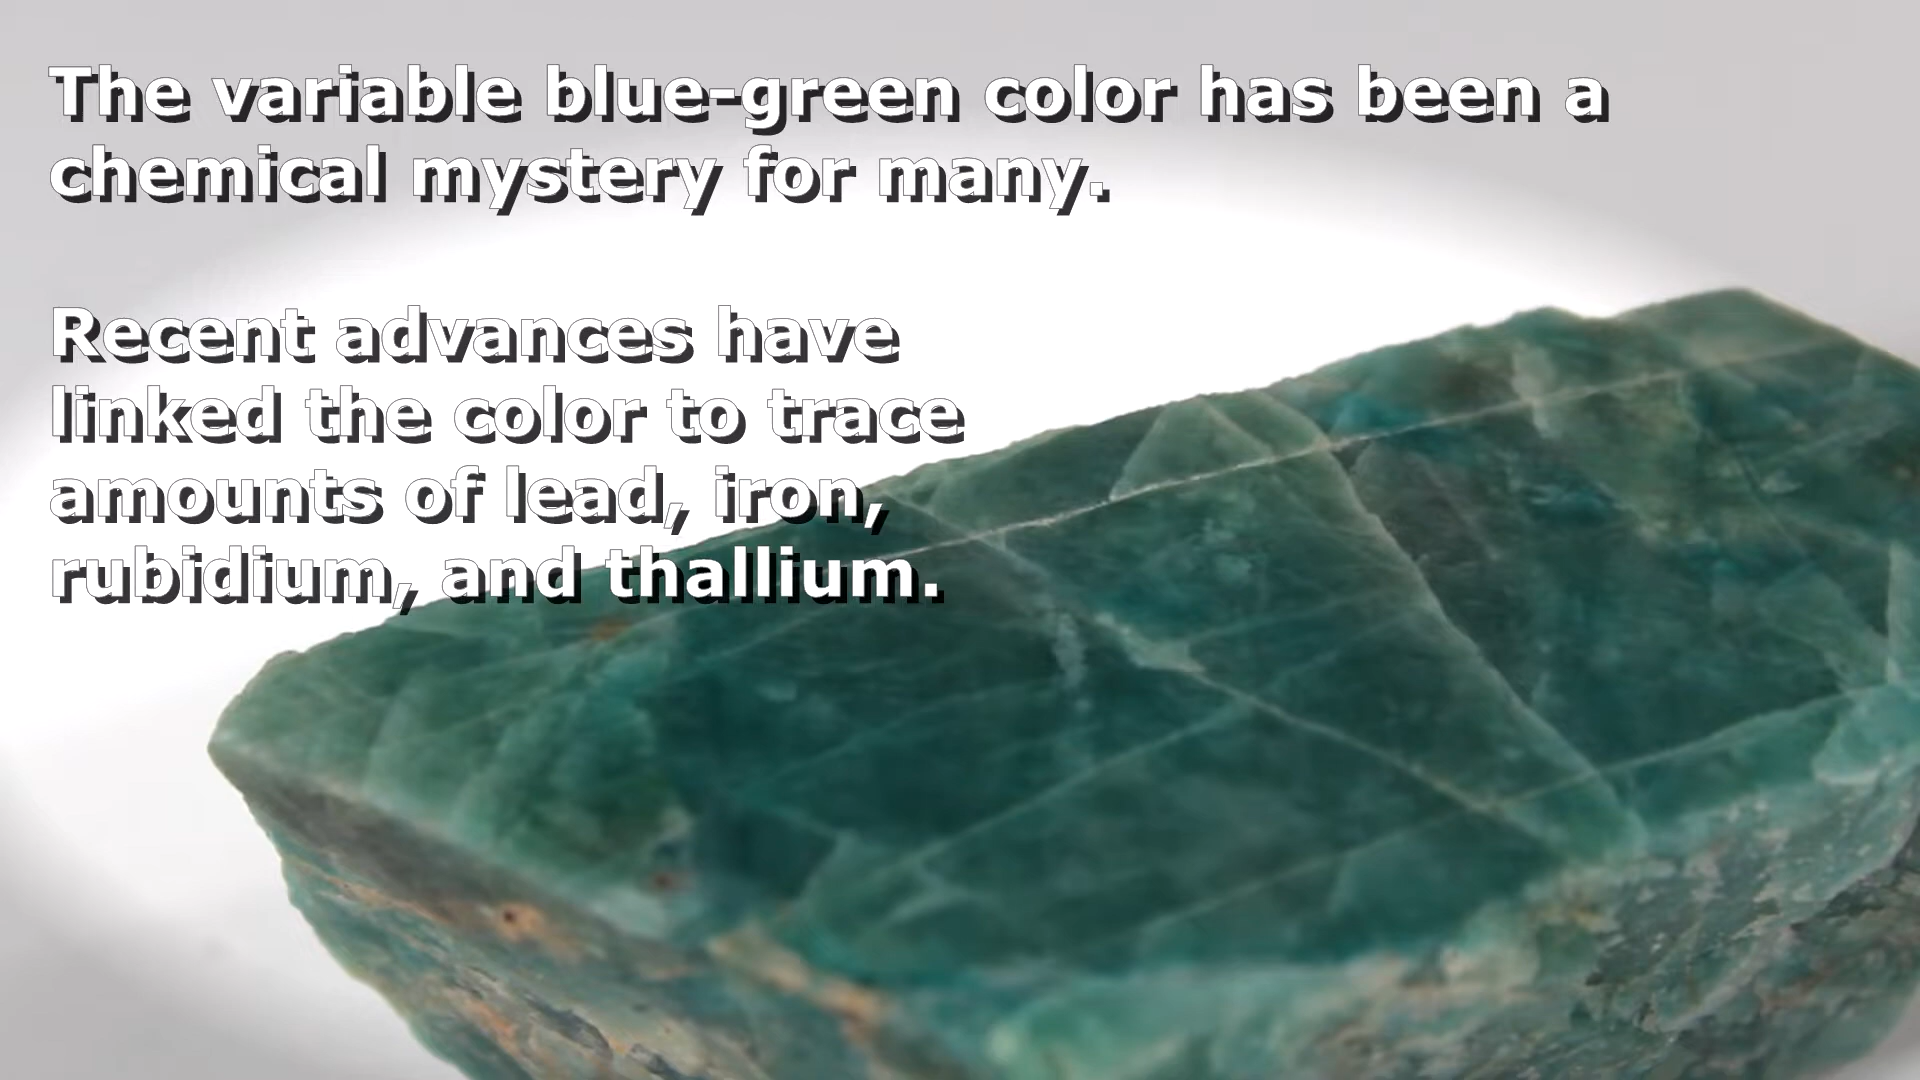 The variable blue-green color has been a
chemical mystery for many.
Recent advances have
linked the color to trace
amounts of lead, iron,
rubidium, and thallium.